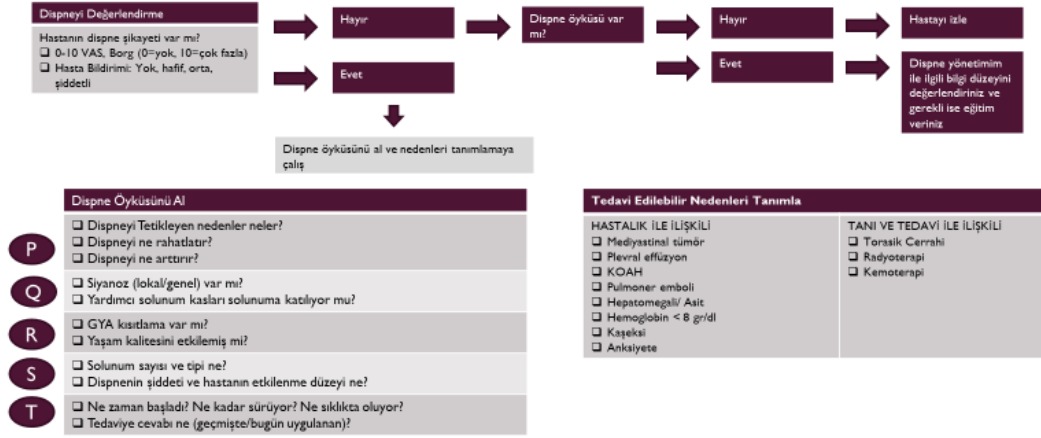 Dispneyi Değerlendirme
Hastanın dispne şikayeti var mı?
❑ 0-10 VAS, Borg (0=yok, 10=çok fazla)
❑ Hasta Bildirimi: Yok, hafif, orta,
şiddetli
Hayır
Evet
Dispne öyküsü var
mı?
Hayır
Evet
Hastayı izle
Dispne yönetimim
ile ilgili bilgi düzeyini
değerlendiriniz ve
gerekli ise eğitim
veriniz
Dispne öyküsünü al ve nedenleri tanımlamaya
çalış
Dispne Öyküsünü Al
P
❑ Dispneyi Tetikleyen nedenler neler?
❑ Dispneyi ne rahatlatır?
❑ Dispneyi ne arttırır?
Q
❑ Siyanoz (lokal/genel) var mı?
❑ Yardımcı solunum kasları solunuma katılıyor mu?
R
❑ GYA kısıtlama var mı?
❑ Yaşam kalitesini etkilemiş mi?
S
❑ Solunum sayısı ve tipi ne?
❑ Dispnenin şiddeti ve hastanın etkilenme düzeyi ne?
T
❑ Ne zaman başladı? Ne kadar sürüyor? Ne sıklıkta oluyor?
❑ Tedaviye cevabı ne (geçmişte/bugün uygulanan)?
Tedavi Edilebilir Nedenleri Tanımla
HASTALIK İLE İLİŞKİLİ
❑ Mediyastinal tümör
❑ Plevral effüzyon
❑ KOAH
❑ Pulmoner emboli
❑ Hepatomegali/ Asit
❑ Hemoglobin < 8 gr/dl
❑ Kaşeksi
❑ Anksiyete
TANI VE TEDAVİ İLE İLİŞKİLİ
❑ Torasik Cerrahi
❑ Radyoterapi
❑ Kemoterapi